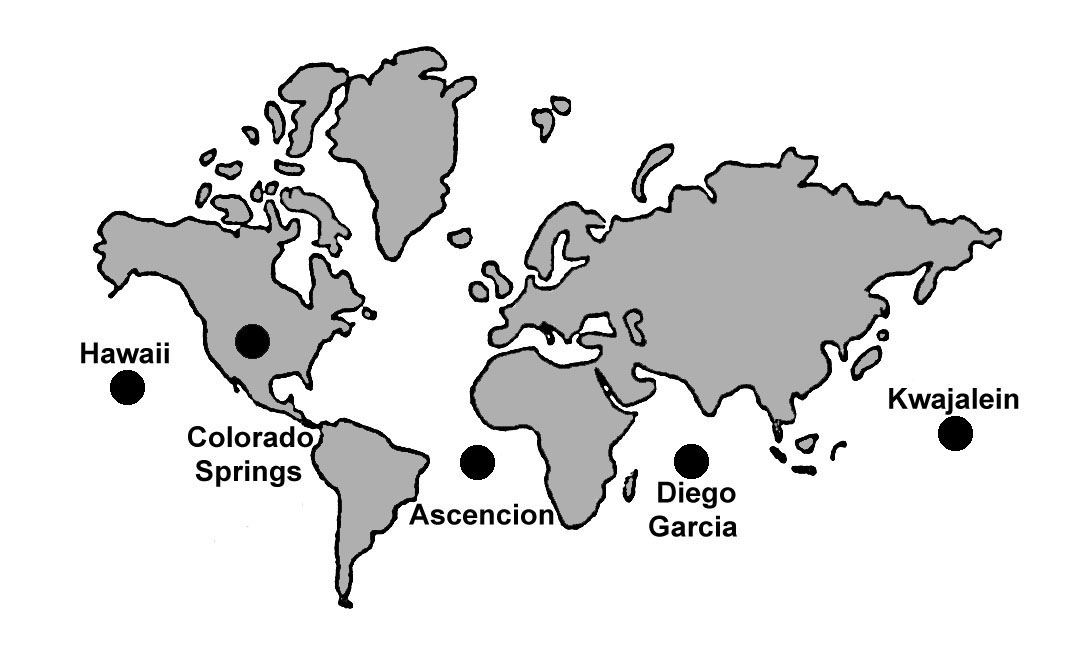 Hawaii
Kwajalein
Colorado
Springs
Ascencion
Diego
Garcia